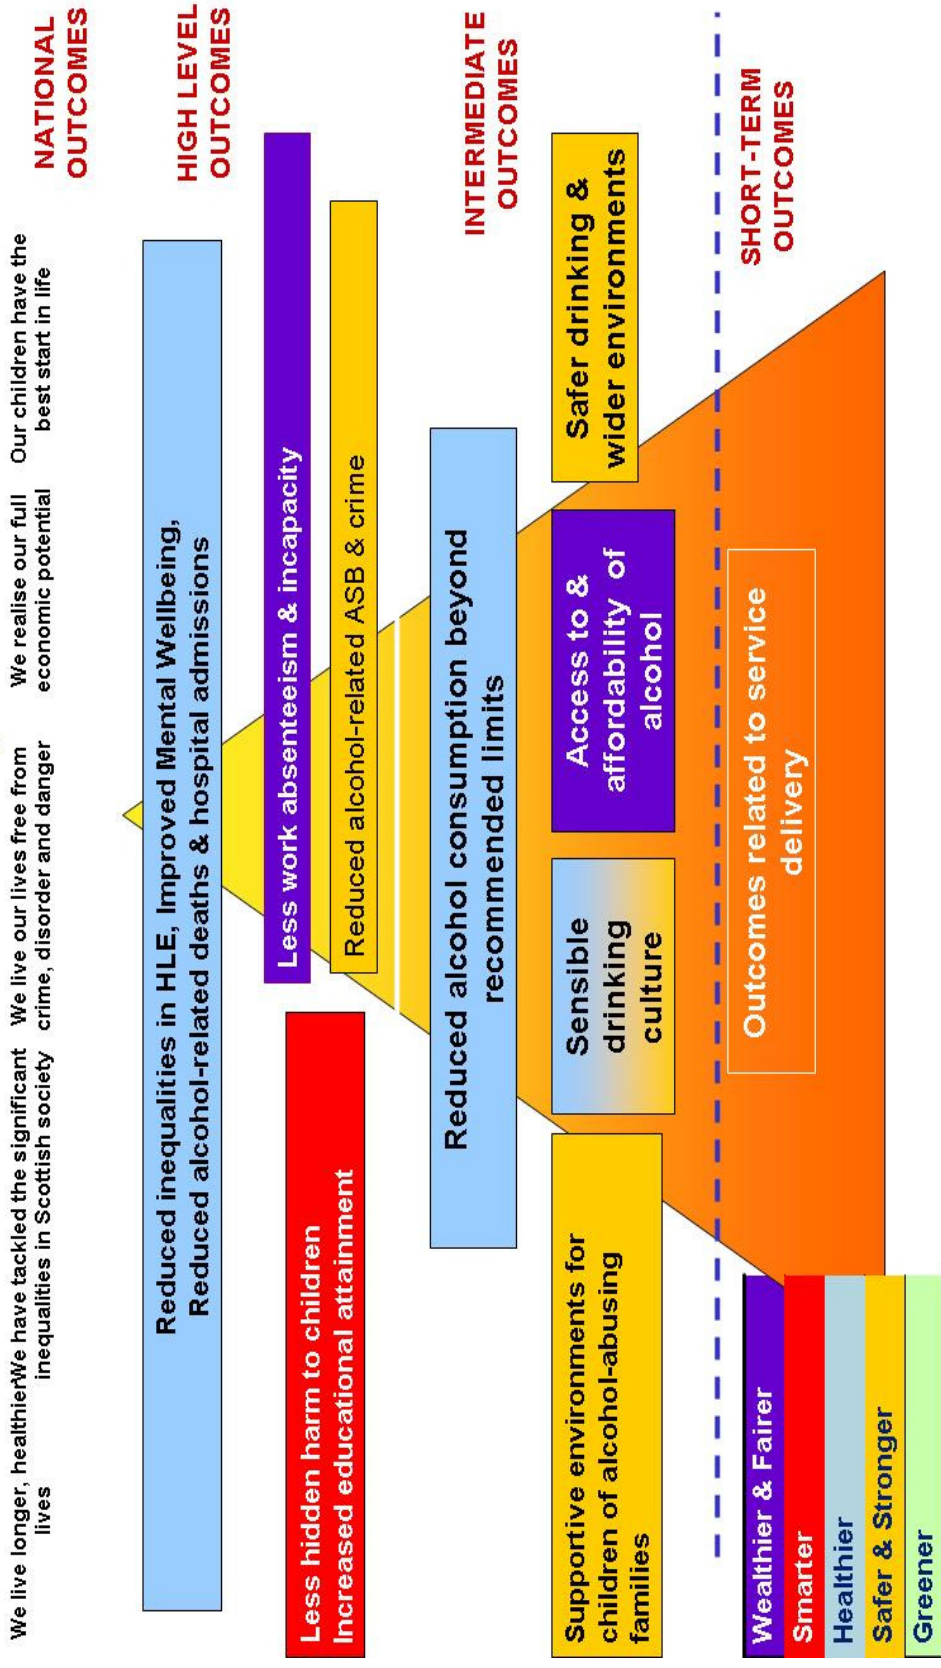 We live longer, healthier
lives
We have tackled the significant
inequalities in Scottish society
We live our lives free from
crime, disorder and danger
We realise our full
economic potential
Our children have the
best start in life
NATIONAL
OUTCOMES
Reduced inequalities in HLE, Improved Mental Wellbeing,
Reduced alcohol-related deaths & hospital admissions
HIGH LEVEL
OUTCOMES
Less hidden harm to children
Increased educational attainment
Less work absenteeism & incapacity
Reduced alcohol-related ASB & crime
Reduced alcohol consumption beyond
recommended limits
INTERMEDIATE
OUTCOMES
Supportive environments for
children of alcohol-abusing
families
Sensible
drinking
culture
Access to &
affordability of
alcohol
Safer drinking &
wider environments
SHORT-TERM
OUTCOMES
Outcomes related to service
delivery
Wealthier & Fairer
Smarter
Healthier
Safer & Stronger
Greener